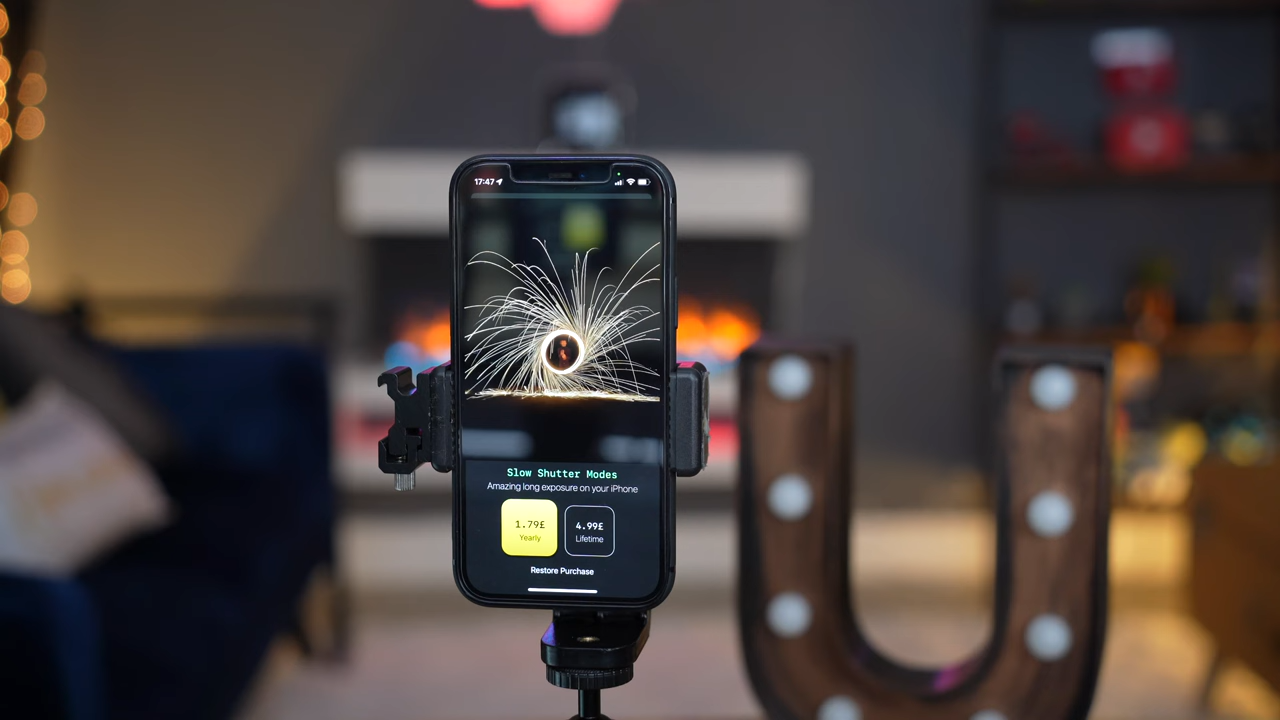 17:47
Slow Shutter Modes
Amazing long exposure on your iPhone
1.79£
Yearly
4.99£
Lifetime
Restore Purchase
U